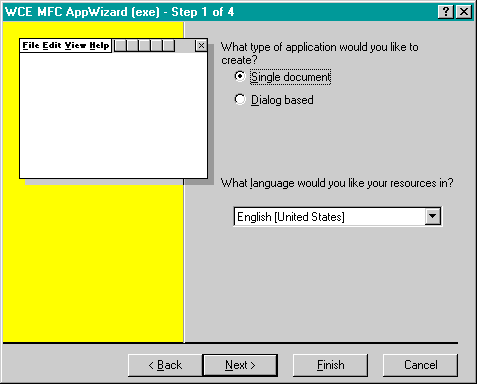 WCE MFC AppWizard (exe) - Step 1 of 4
File Edit View Help
What type of application would you like to
create?
Single document
Dialog based
What language would you like your resources in?
English [United States]
< Back
Next >
Finish
Cancel